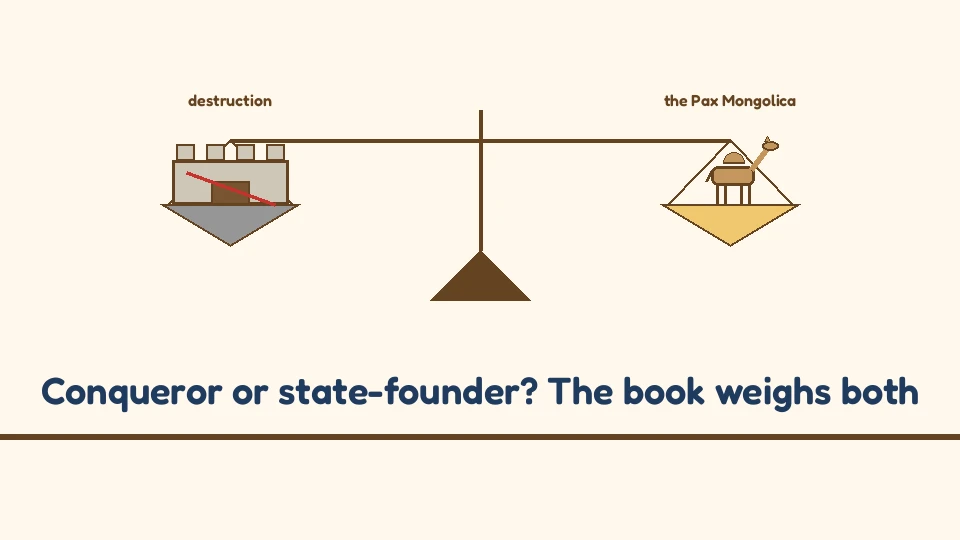 destruction
the Pax Mongolica
Conqueror or state-founder? The book weighs both